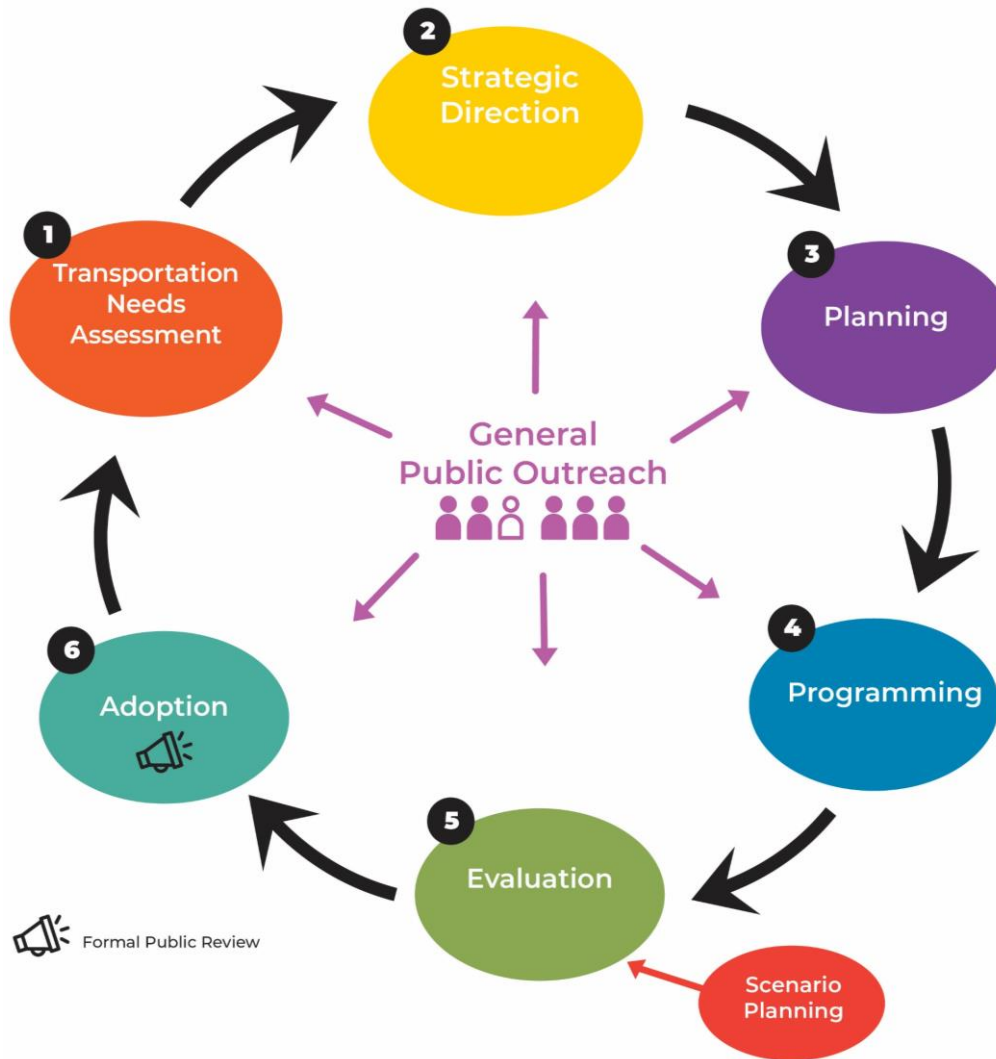 2
Strategic
Direction
1
Transportation
Needs
Assessment
3
Planning
General
Public Outreach
4
Programming
6
Adoption
5
Evaluation
Formal Public Review
Scenario
Planning